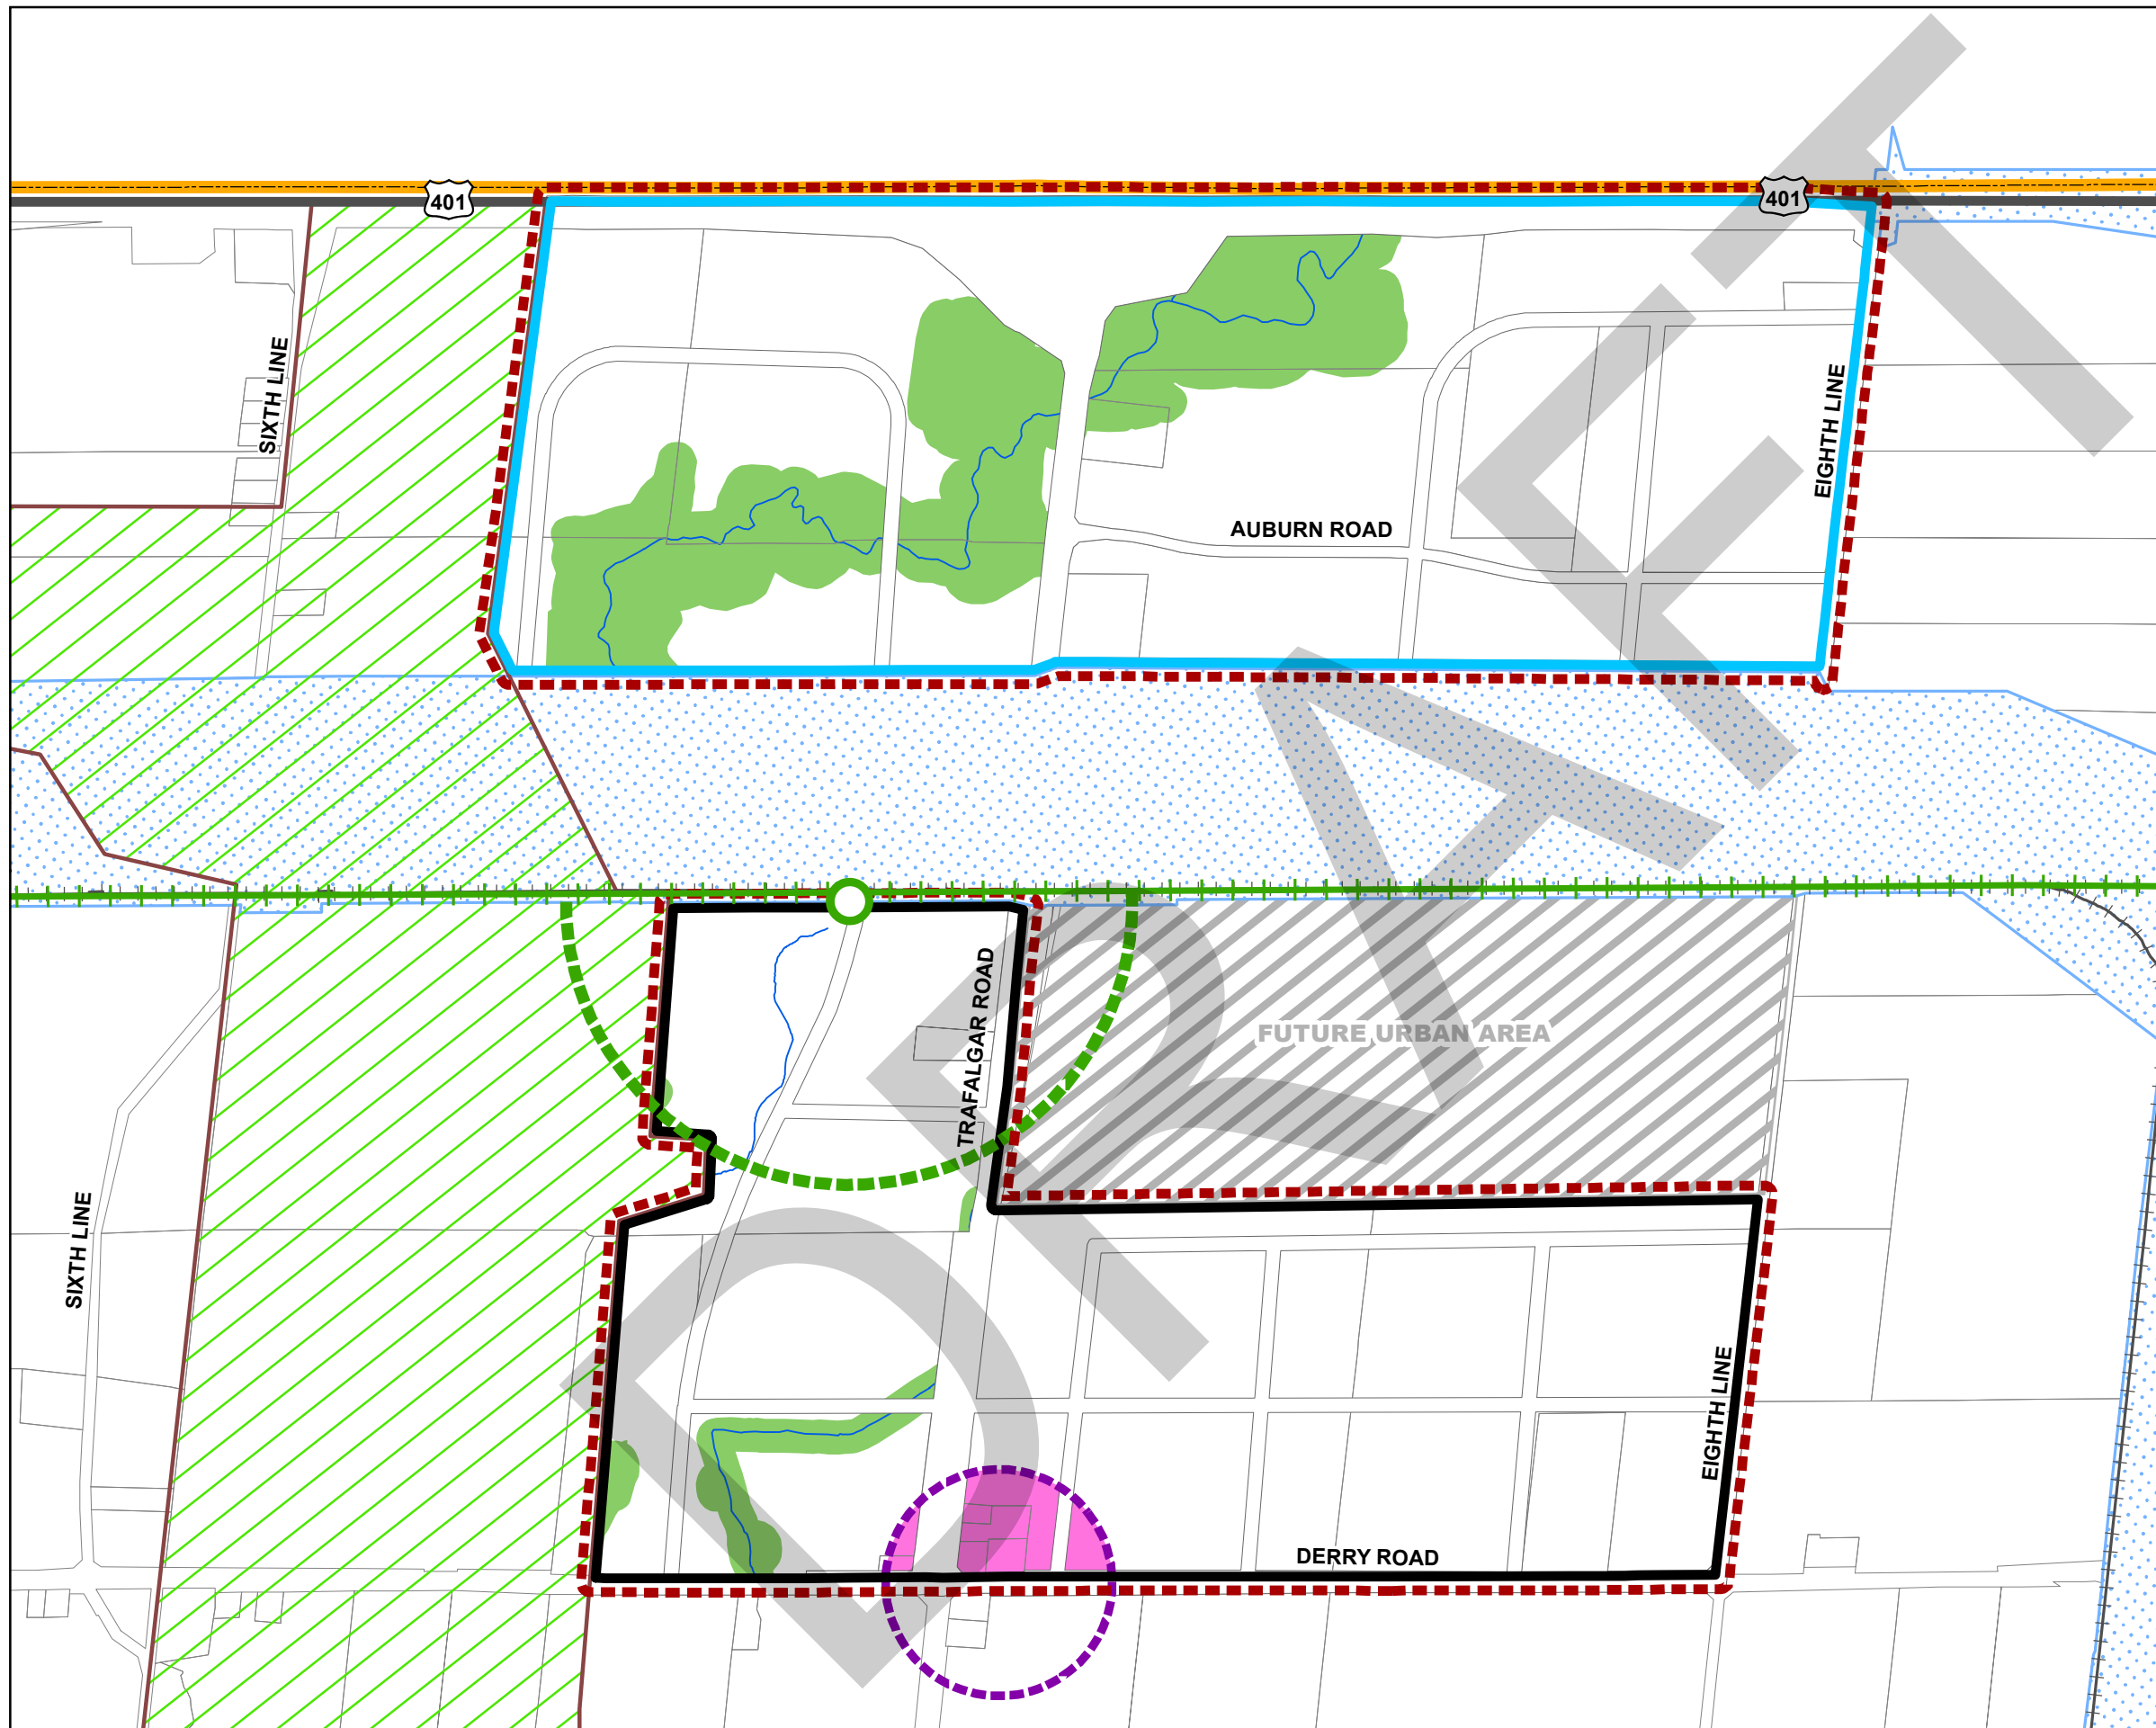 401
401
SIXTH LINE
EIGHTH LINE
AUBURN ROAD
TRAFALGAR ROAD
FUTURE URBAN AREA
SIXTH LINE
EIGHTH LINE
DERRY ROAD
DRAFT